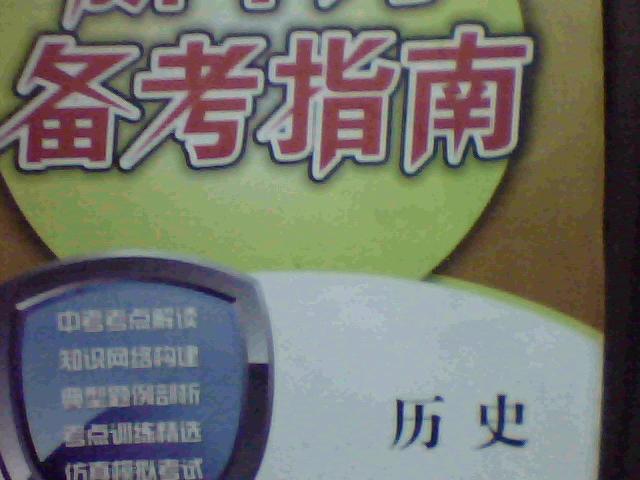 备考指南
中考考点解读
知识网络构建
典型题例剖析
考点训练精选
仿真模拟考试
历史